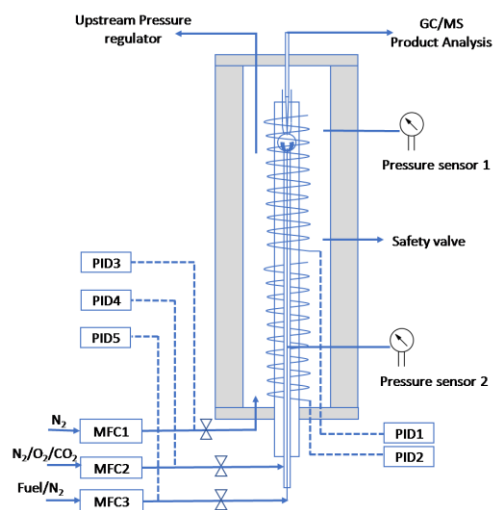 Upstream Pressure
regulator
GC/MS
Product Analysis
Pressure sensor 1
Safety valve
PID3
PID4
PID5
Pressure sensor 2
N₂
MFC1
PID1
N₂/O₂/CO₂
MFC2
PID2
Fuel/N₂
MFC3